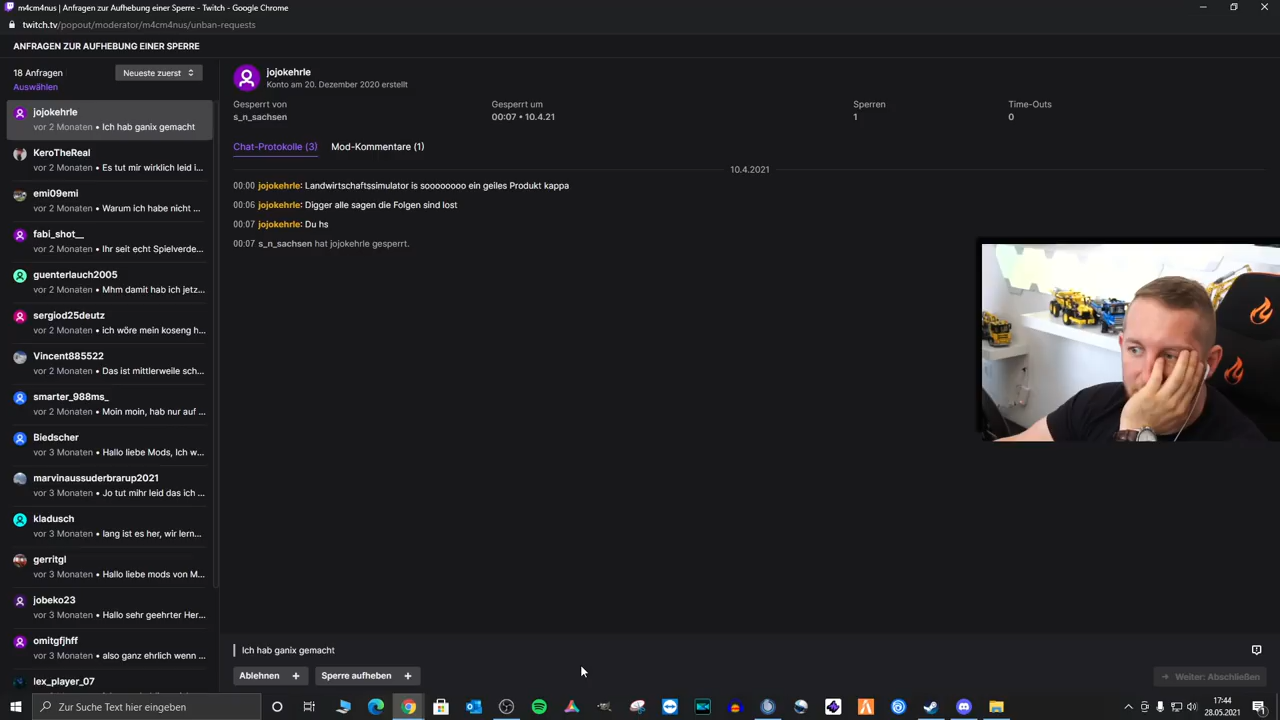 m4cm4nus | Anfragen zur Aufhebung einer Sperre - Twitch - Google Chrome
twitch.tv/popout/moderator/m4cm4nus/unban-requests
ANFRAGEN ZUR AUFHEBUNG EINER SPERRE
18 Anfragen
Neueste zuerst
Auswählen
jojokehrle
vor 2 Monaten • Ich hab ganix gemacht
KeroTheReal
vor 2 Monaten • Es tut mir wirklich leid i...
emi09emi
vor 2 Monaten • Warum ich habe nicht ...
fabi_shot__
vor 2 Monaten • Ihr seit echt Spielverde...
guenterlauch2005
vor 2 Monaten • Mhm damit hab ich jetz...
sergiod25deutz
vor 2 Monaten • ich wöre mein koseng h...
Vincent885522
vor 2 Monaten • Das ist mittlerweile sch...
smarter_988ms_
vor 2 Monaten • Moin moin, hab nur auf ...
Biedscher
vor 3 Monaten • Hallo liebe Mods, Ich w...
marvinaussuderbrarup2021
vor 3 Monaten • Jo tut mihr leid das ich ...
kladusch
vor 3 Monaten • lang ist es her, wir lern...
gerritgl
vor 3 Monaten • Hallo liebe mods von M...
jobeko23
vor 3 Monaten • Hallo sehr geehrter Her...
omitgfjhff
vor 3 Monaten • also ganz ehrlich wenn ...
lex_player_07
jojokehrle
Konto am 20. Dezember 2020 erstellt
Gesperrt von
s_n_sachsen
Gesperrt um
00:07 • 10.4.21
Sperren
1
Time-Outs
0
Chat-Protokolle (3)
Mod-Kommentare (1)
10.4.2021
00:00 jojokehrle: Landwirtschaftssimulator is soooooooo ein geiles Produkt kappa
00:06 jojokehrle: Digger alle sagen die Folgen sind lost
00:07 jojokehrle: Du hs
00:07 s_n_sachsen hat jojokehrle gesperrt.
Ich hab ganix gemacht
Ablehnen +
Sperre aufheben +
Weiter: Abschließen
Zur Suche Text hier eingeben
17:44
28.05.2021